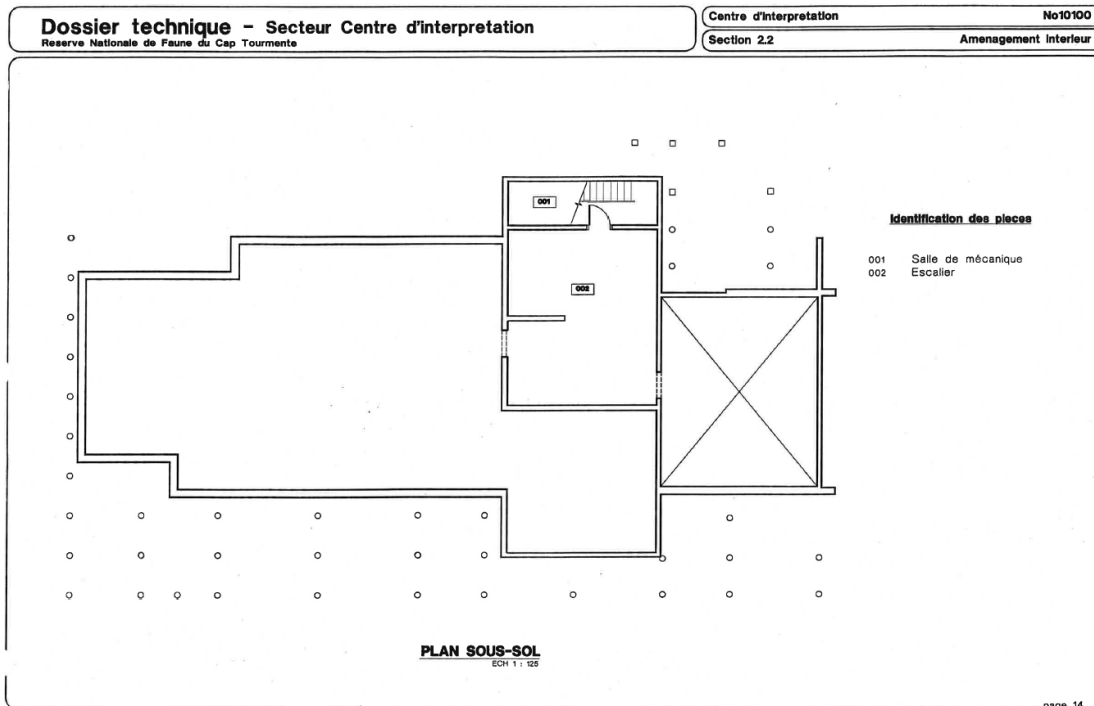 Dossier technique – Secteur Centre d'interpretation
Reserve Nationale de Faune du Cap Tourmente
Centre d'interpretation No10100
Section 2.2 Amenagement interieur
001
002
Identification des pieces
001 Salle de mécanique
002 Escalier
PLAN SOUS-SOL
ECH 1 : 125
page 14